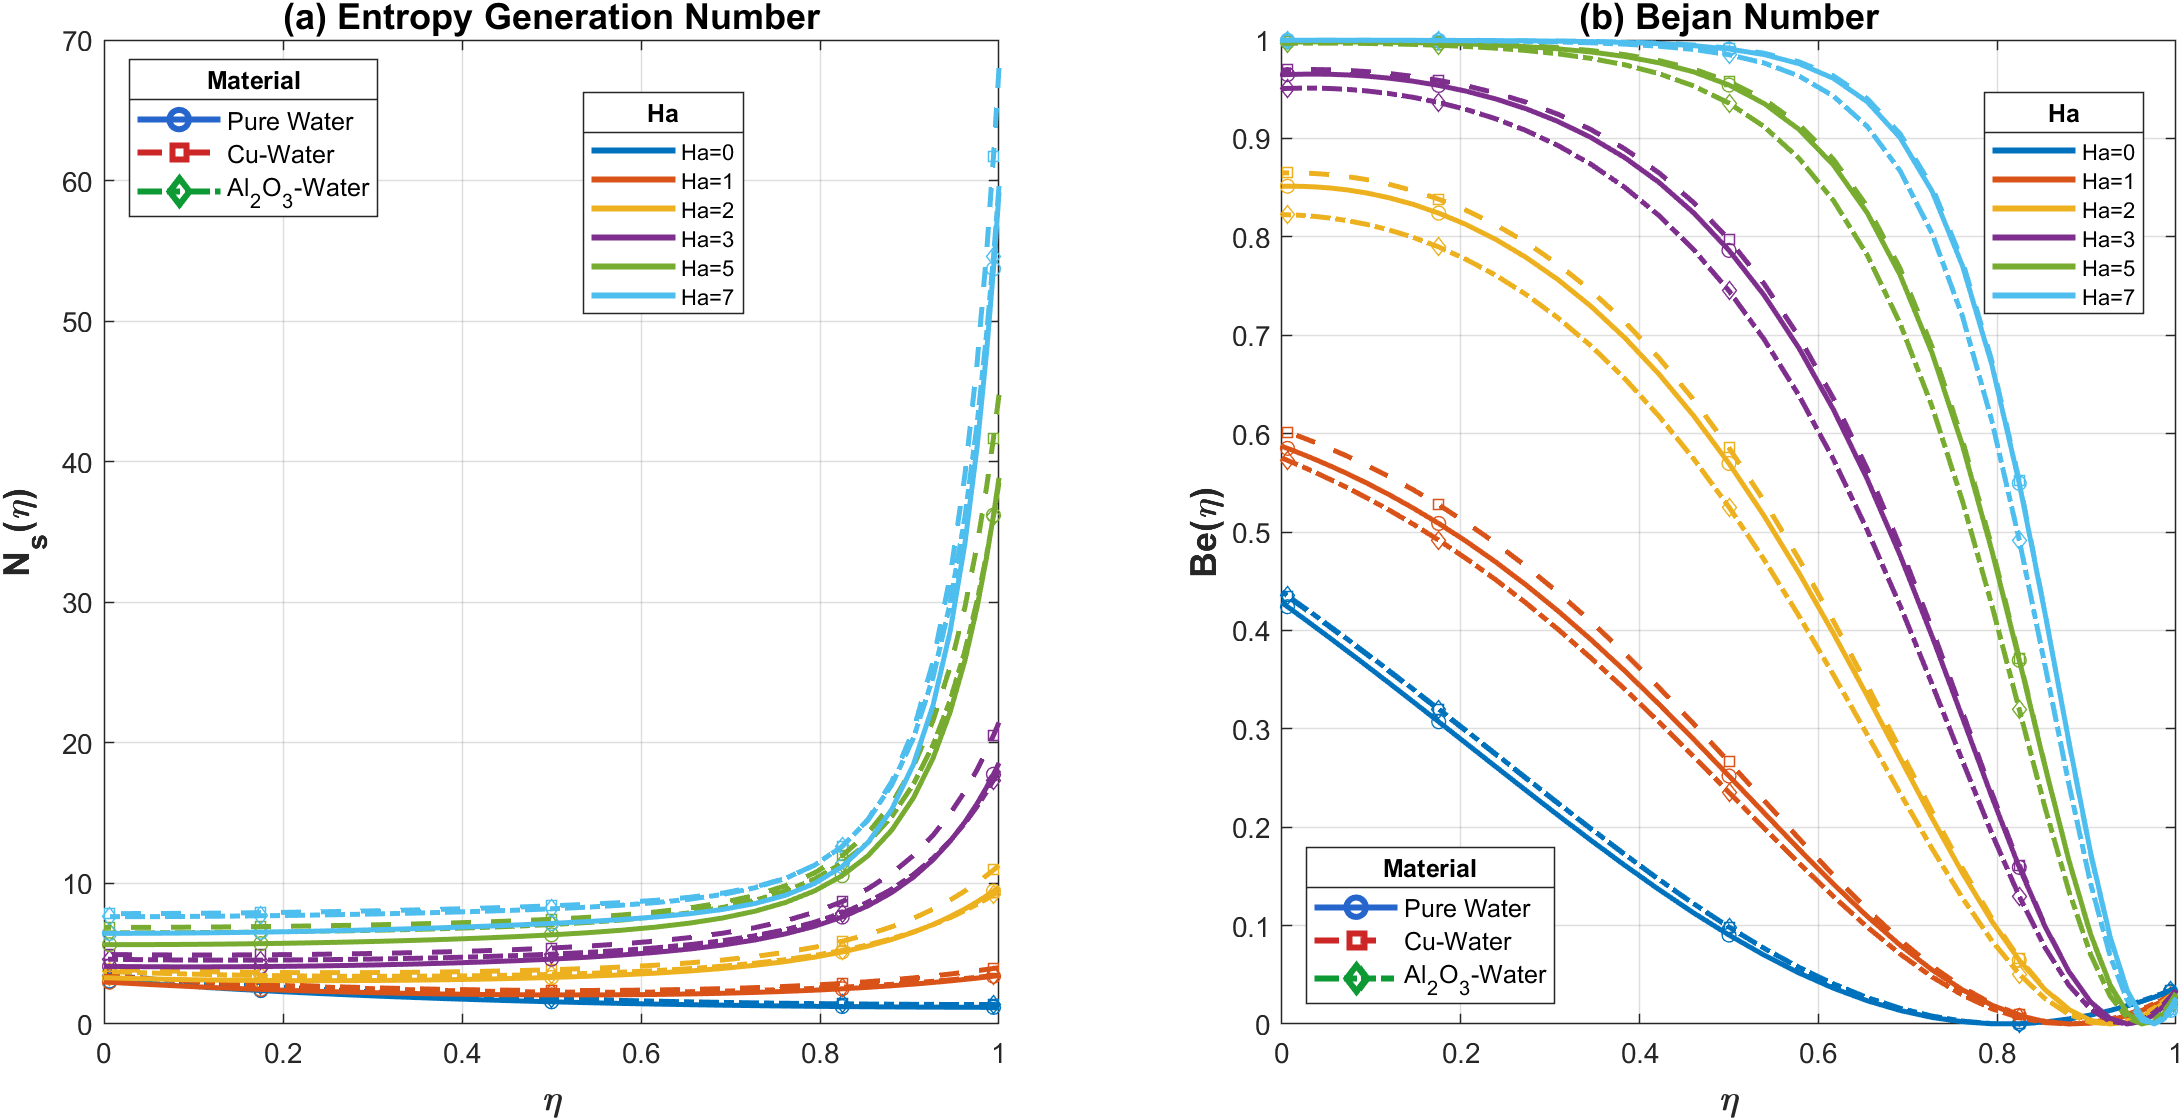 (a) Entropy Generation Number
70
60
50
40
30
20
10
0
0 0.2 0.4 0.6 0.8 1
N_s(η)
η
Material
Pure Water
Cu-Water
Al₂O₃-Water
Ha
Ha=0
Ha=1
Ha=2
Ha=3
Ha=5
Ha=7
(b) Bejan Number
1
0.9
0.8
0.7
0.6
0.5
0.4
0.3
0.2
0.1
0
0 0.2 0.4 0.6 0.8 1
Be(η)
η
Ha
Ha=0
Ha=1
Ha=2
Ha=3
Ha=5
Ha=7
Material
Pure Water
Cu-Water
Al₂O₃-Water